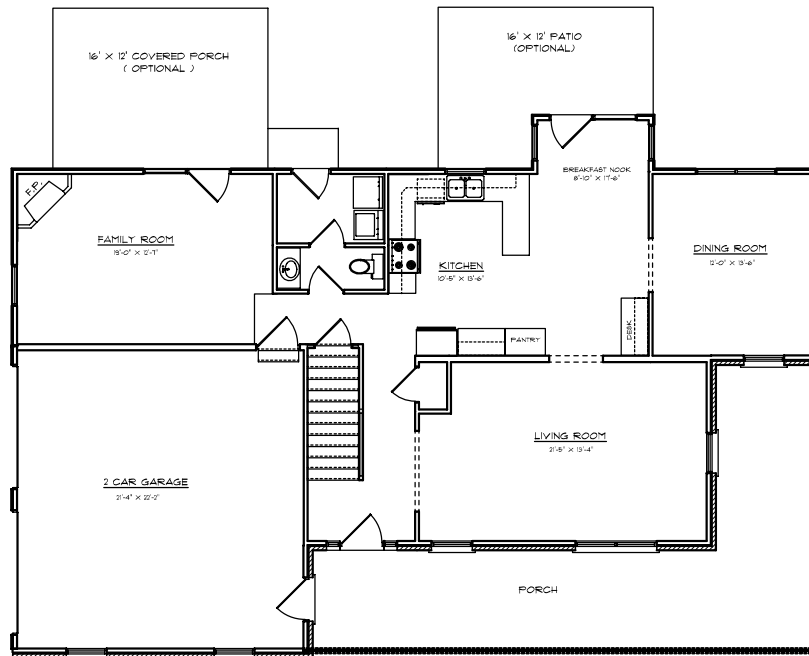 16' X 12' COVERED PORCH
( OPTIONAL )
16' X 12' PATIO
(OPTIONAL)
BREAKFAST NOOK
8'-10" X 17'-6"
F.P.
FAMILY ROOM
19'-0" X 12'-7"
KITCHEN
10'-5" X 13'-6"
DINING ROOM
12'-0" X 13'-6"
DESK
PANTRY
LIVING ROOM
21'-5" X 13'-4"
2 CAR GARAGE
21'-4" X 22'-2"
PORCH